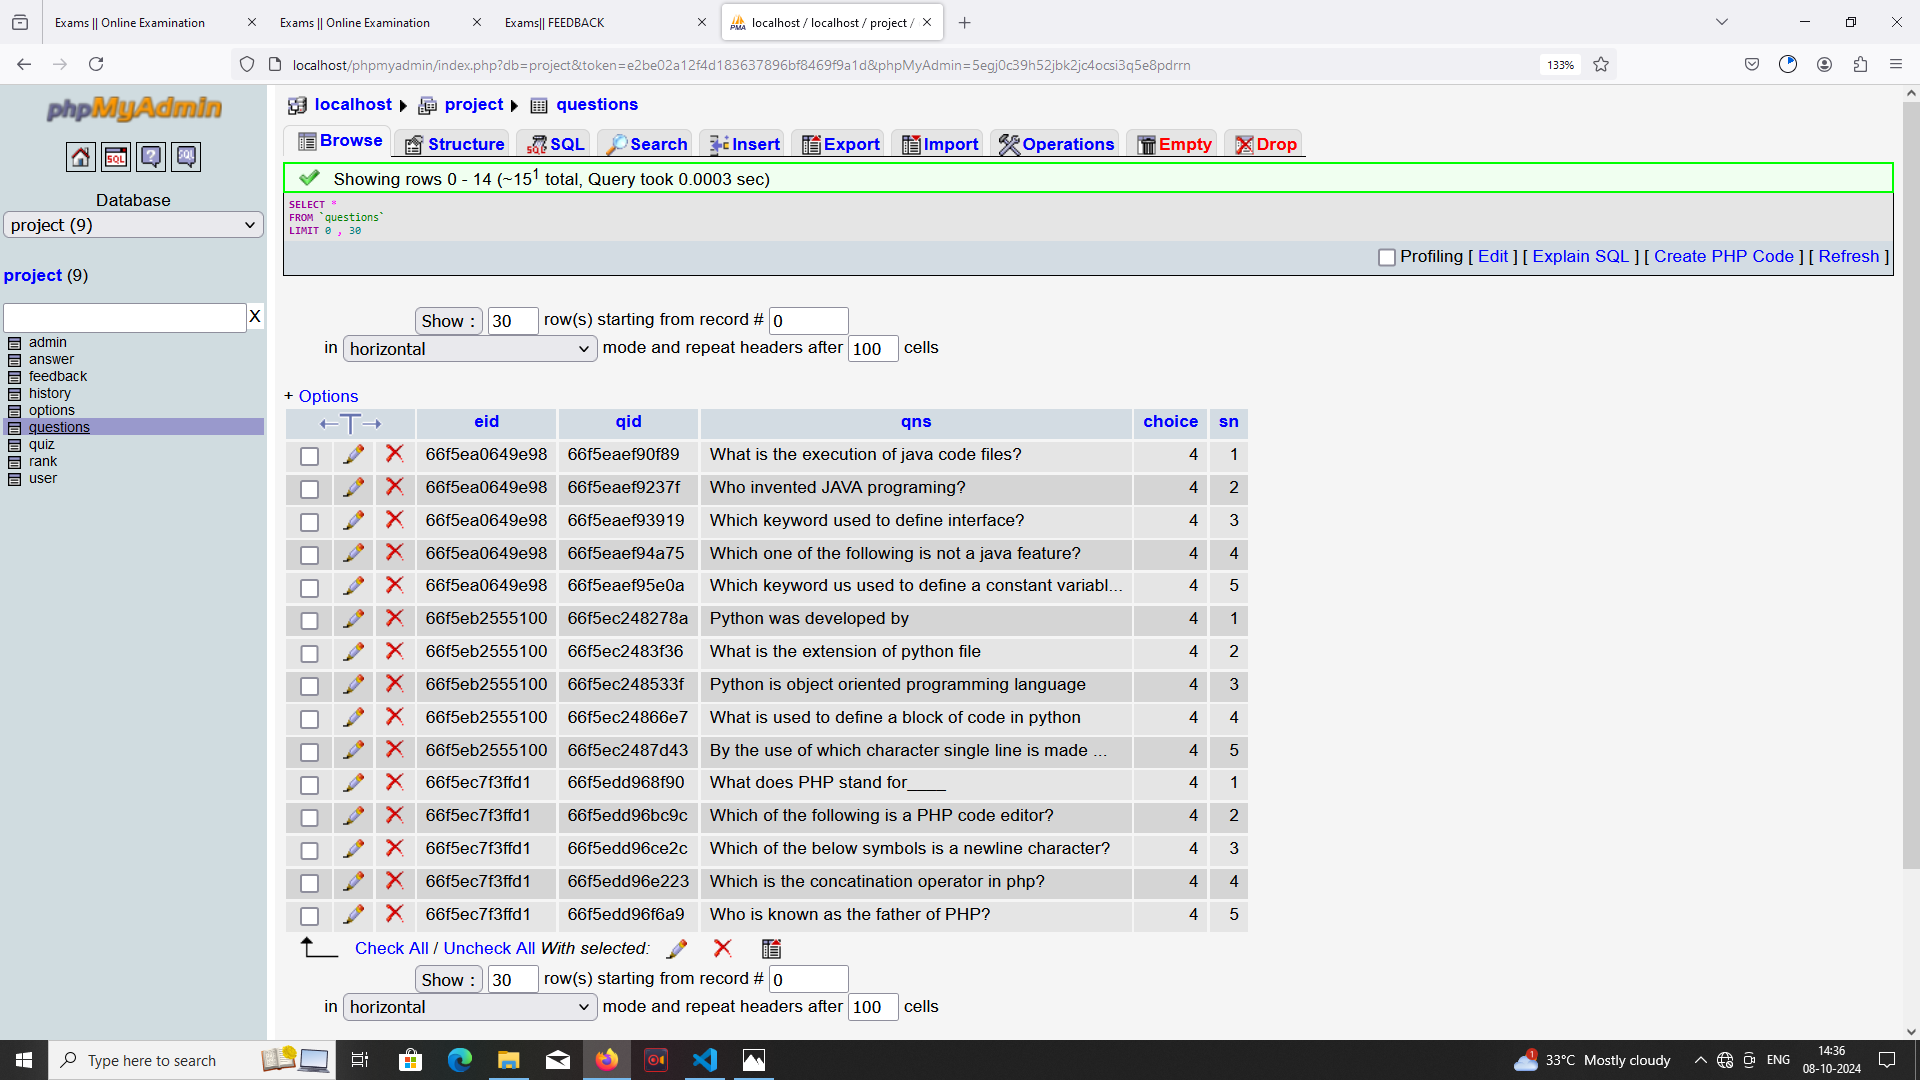 Exams || Online Examination
Exams || Online Examination
Exams|| FEEDBACK
PMA localhost / localhost / project /
localhost/phpmyadmin/index.php?db=project&token=e2be02a12f4d183637896bf8469f9a1d&phpMyAdmin=5egj0c39h52jbk2jc4ocsi3q5e8pdrrn
133%
phpMyAdmin
SQL
SQL
Database
project (9)
project (9)
X
admin
answer
feedback
history
options
questions
quiz
rank
user
localhost ▸ project ▸ questions
Browse Structure SQL Search Insert Export Import Operations Empty Drop
Showing rows 0 - 14 (~15¹ total, Query took 0.0003 sec)
SELECT *
FROM `questions`
LIMIT 0 , 30
Profiling [ Edit ] [ Explain SQL ] [ Create PHP Code ] [ Refresh ]
Show : 30 row(s) starting from record # 0
in horizontal mode and repeat headers after 100 cells
+ Options
←T→ eid qid qns choice sn
66f5ea0649e98 66f5eaef90f89 What is the execution of java code files? 4 1
66f5ea0649e98 66f5eaef9237f Who invented JAVA programing? 4 2
66f5ea0649e98 66f5eaef93919 Which keyword used to define interface? 4 3
66f5ea0649e98 66f5eaef94a75 Which one of the following is not a java feature? 4 4
66f5ea0649e98 66f5eaef95e0a Which keyword us used to define a constant variabl... 4 5
66f5eb2555100 66f5ec248278a Python was developed by 4 1
66f5eb2555100 66f5ec2483f36 What is the extension of python file 4 2
66f5eb2555100 66f5ec248533f Python is object oriented programming language 4 3
66f5eb2555100 66f5ec24866e7 What is used to define a block of code in python 4 4
66f5eb2555100 66f5ec2487d43 By the use of which character single line is made ... 4 5
66f5ec7f3ffd1 66f5edd968f90 What does PHP stand for____ 4 1
66f5ec7f3ffd1 66f5edd96bc9c Which of the following is a PHP code editor? 4 2
66f5ec7f3ffd1 66f5edd96ce2c Which of the below symbols is a newline character? 4 3
66f5ec7f3ffd1 66f5edd96e223 Which is the concatination operator in php? 4 4
66f5ec7f3ffd1 66f5edd96f6a9 Who is known as the father of PHP? 4 5
Check All / Uncheck All With selected:
Show : 30 row(s) starting from record # 0
in horizontal mode and repeat headers after 100 cells
Type here to search
1
33°C Mostly cloudy
ENG
14:36
08-10-2024